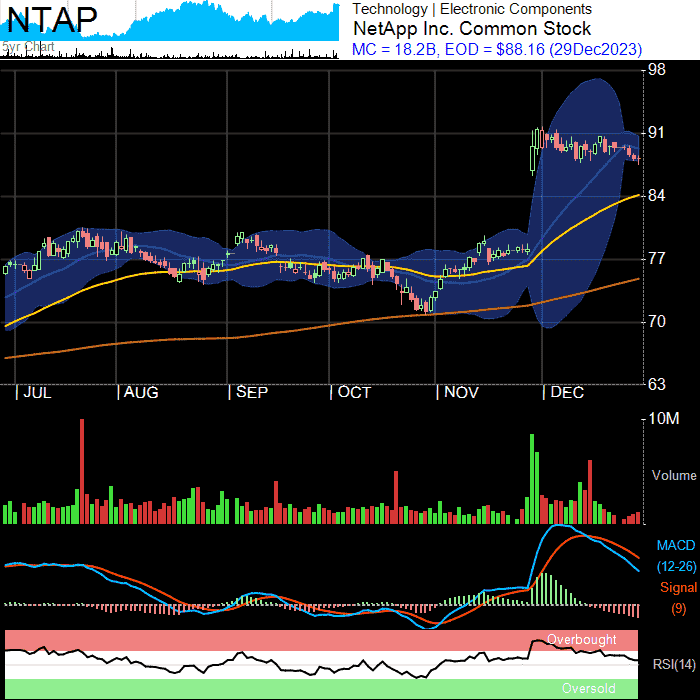 NTAP
5yr Chart
Technology | Electronic Components
NetApp Inc. Common Stock
MC = 18.2B, EOD = $88.16 (29Dec2023)
98
91
84
77
70
63
JUL
AUG
SEP
OCT
NOV
DEC
10M
Volume
MACD
(12-26)
Signal
(9)
Overbought
RSI(14)
Oversold